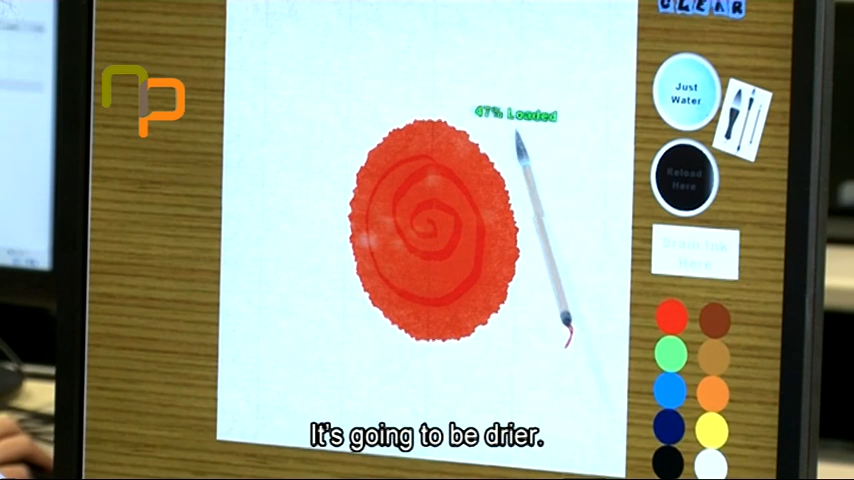 CLEAR
Just
Water
47% Loaded
Reload
Here
Drain Ink
Here
It's going to be drier.